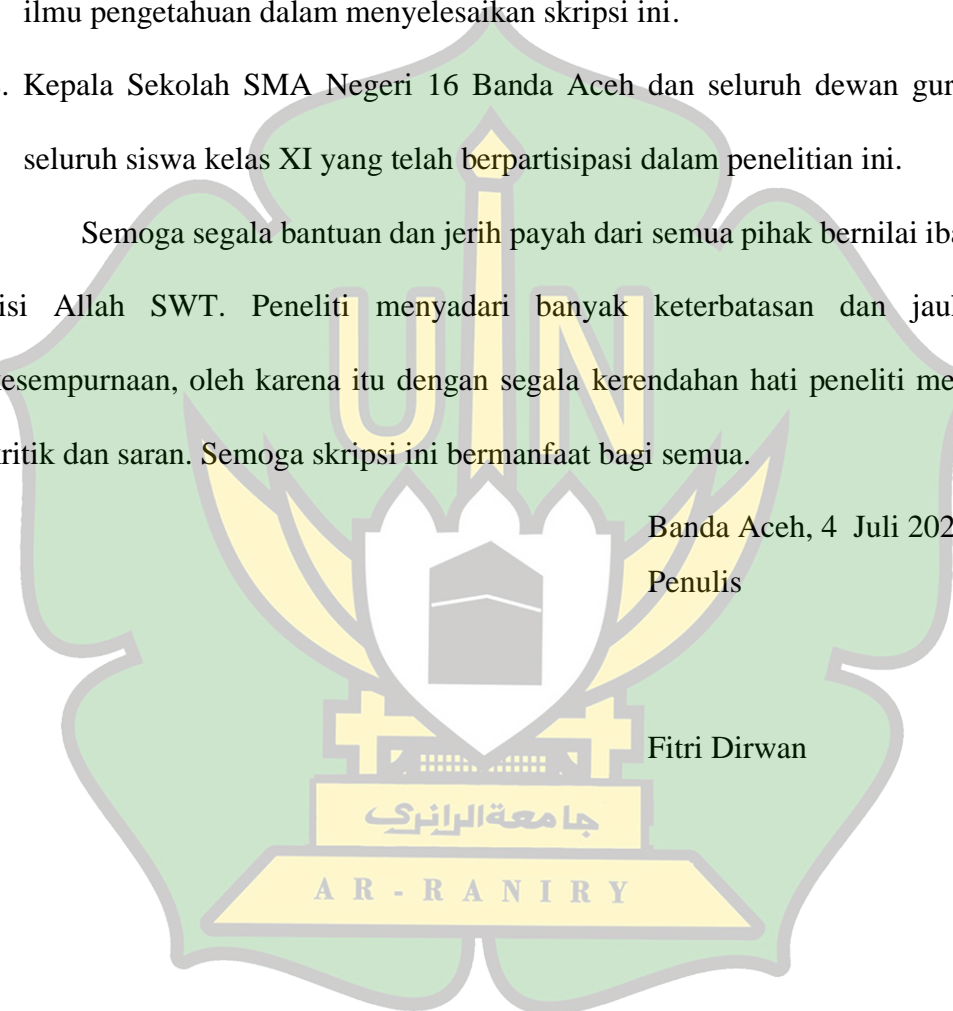 ilmu pengetahuan dalam menyelesaikan skripsi ini.
. Kepala Sekolah SMA Negeri 16 Banda Aceh dan seluruh dewan gur
seluruh siswa kelas XI yang telah berpartisipasi dalam penelitian ini.
Semoga segala bantuan dan jerih payah dari semua pihak bernilai iba
isi Allah SWT. Peneliti menyadari banyak keterbatasan dan jau
kesempurnaan, oleh karena itu dengan segala kerendahan hati peneliti me
kritik dan saran. Semoga skripsi ini bermanfaat bagi semua.
Banda Aceh, 4 Juli 202
Penulis
Fitri Dirwan
UIN
جامعة الرانري
AR-RANIRY